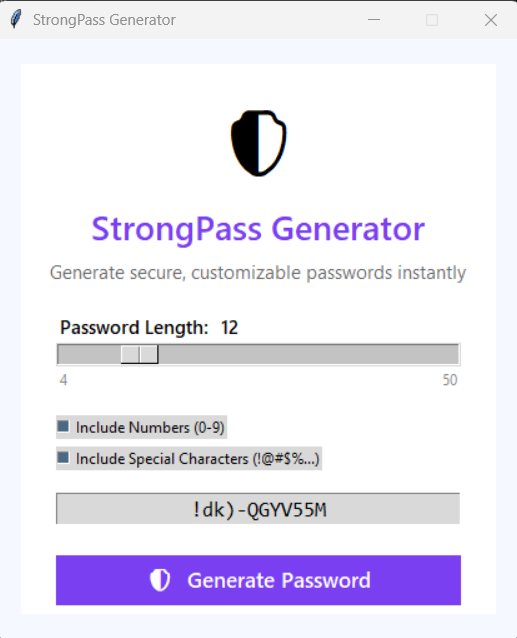 StrongPass Generator
StrongPass Generator
Generate secure, customizable passwords instantly
Password Length: 12
4 50
Include Numbers (0-9)
Include Special Characters (!@#$%...)
!dk)-QGYV55M
Generate Password